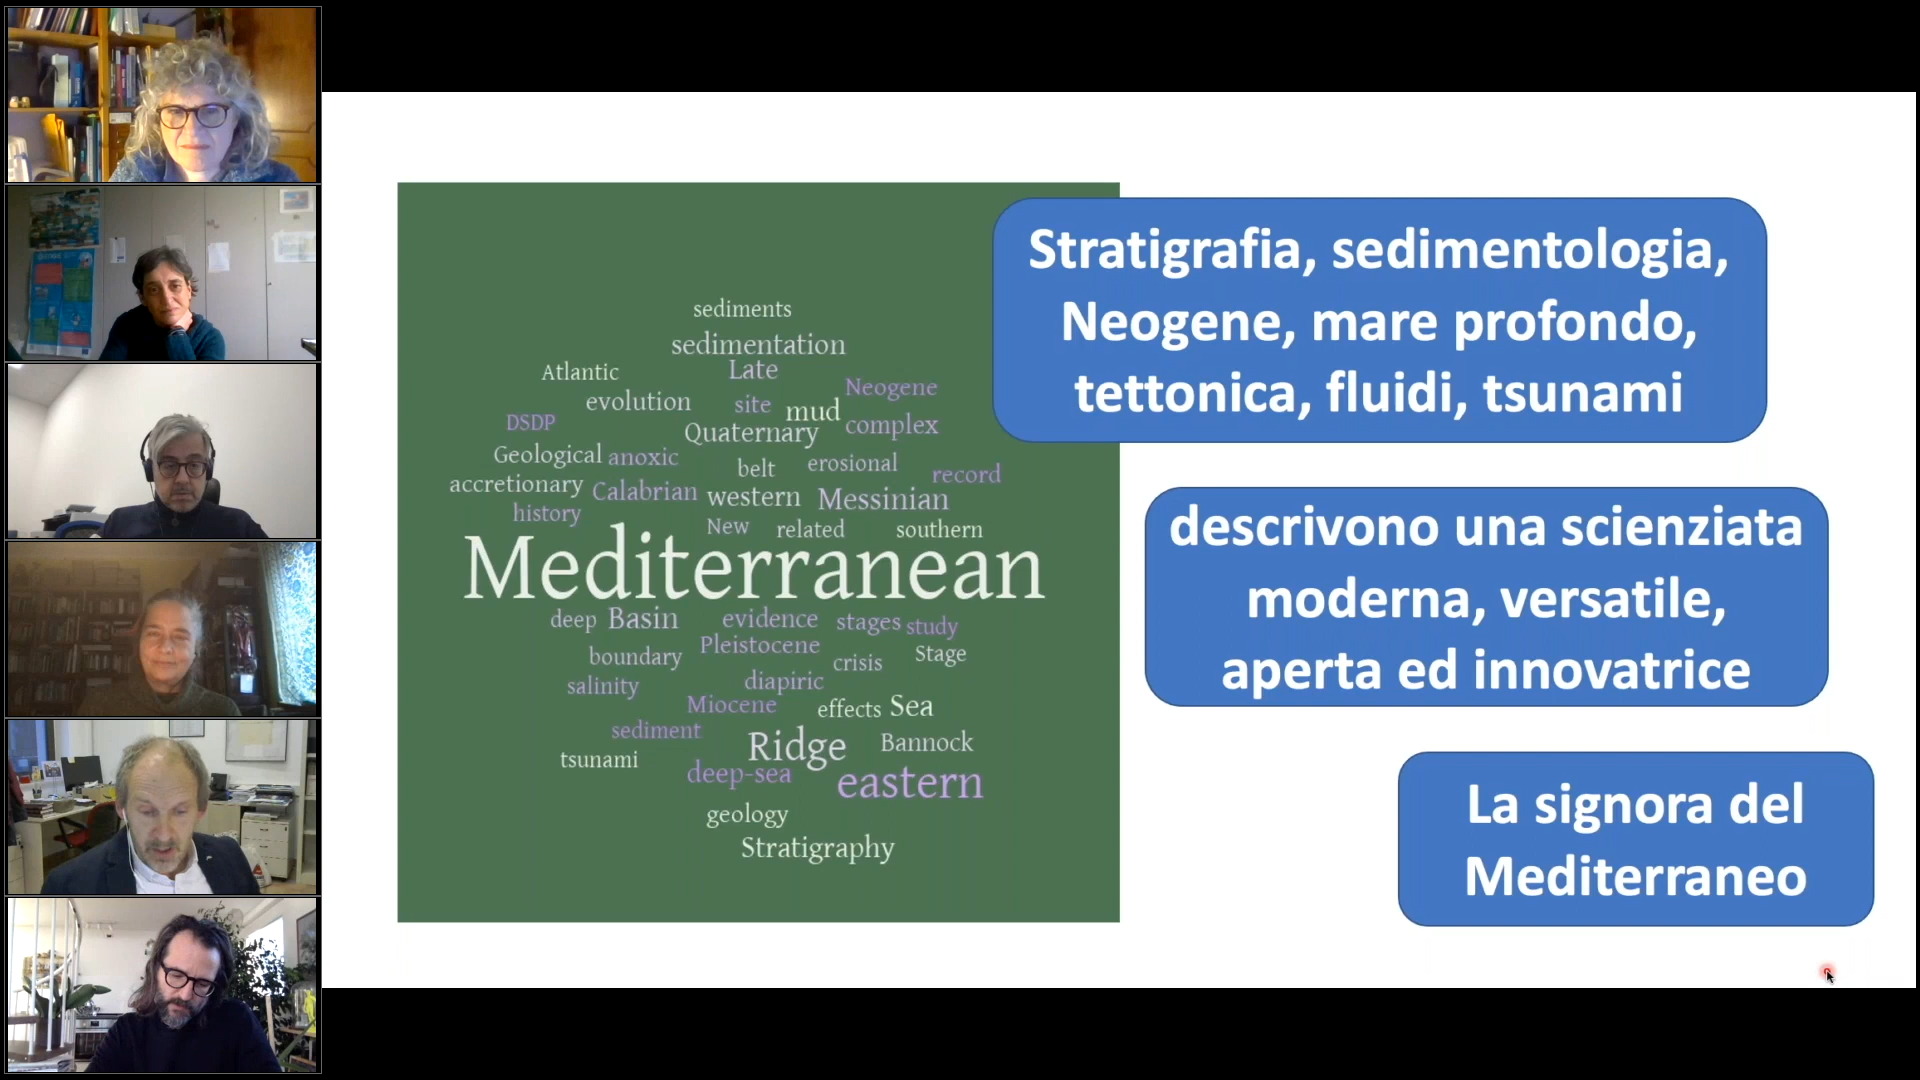 sediments
sedimentation
Atlantic Late
Neogene
evolution site mud
DSDP Quaternary complex
Geological anoxic belt erosional record
accretionary Calabrian western Messinian
history New related southern
Mediterranean
deep Basin evidence stages study
boundary Pleistocene crisis Stage
salinity diapiric
Miocene effects Sea
sediment Ridge Bannock
tsunami deep-sea eastern
geology
Stratigraphy
Stratigrafia, sedimentologia,
Neogene, mare profondo,
tettonica, fluidi, tsunami
descrivono una scienziata
moderna, versatile,
aperta ed innovatrice
La signora del
Mediterraneo